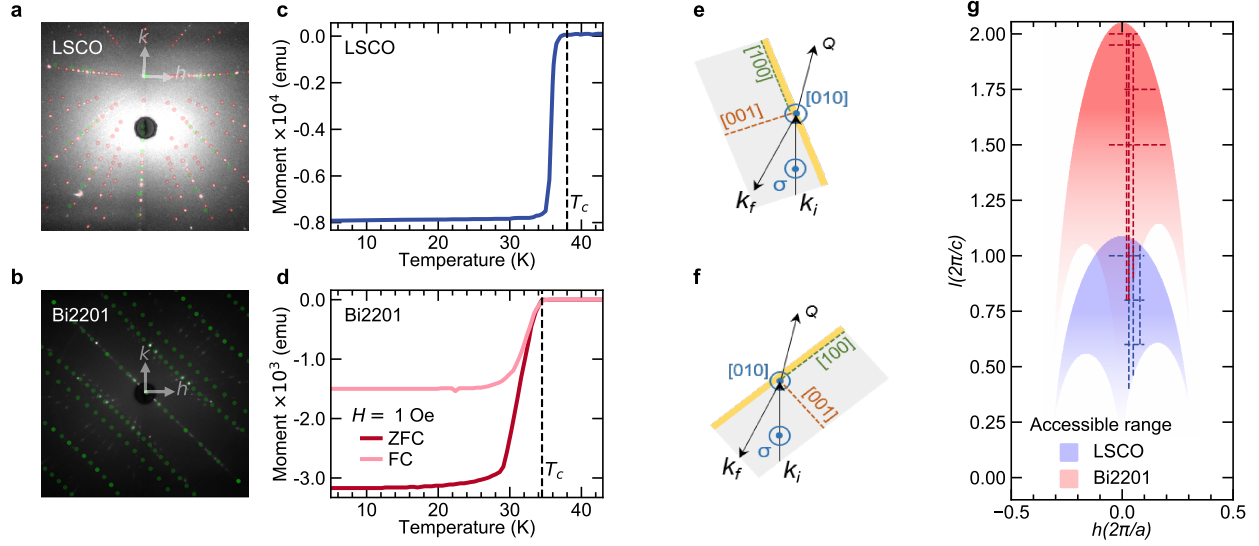 a
LSCO
k
h
b
Bi2201
k
h
c
0.0
-0.2
-0.4
-0.6
-0.8
Moment ×10⁴ (emu)
LSCO
T_c
10 20 30 40
Temperature (K)
d
0.0
-1.0
-2.0
-3.0
Moment ×10³ (emu)
Bi2201
H = 1 Oe
ZFC
FC
T_c
10 20 30 40
Temperature (K)
e
Q
[100]
[010]
[001]
σ
k_f
k_i
f
Q
[100]
[010]
[001]
σ
k_f
k_i
g
2.00
1.75
1.50
1.25
1.00
0.75
0.50
0.25
0.00
l(2π/c)
Accessible range
LSCO
Bi2201
−0.5 0.0 0.5
h(2π/a)